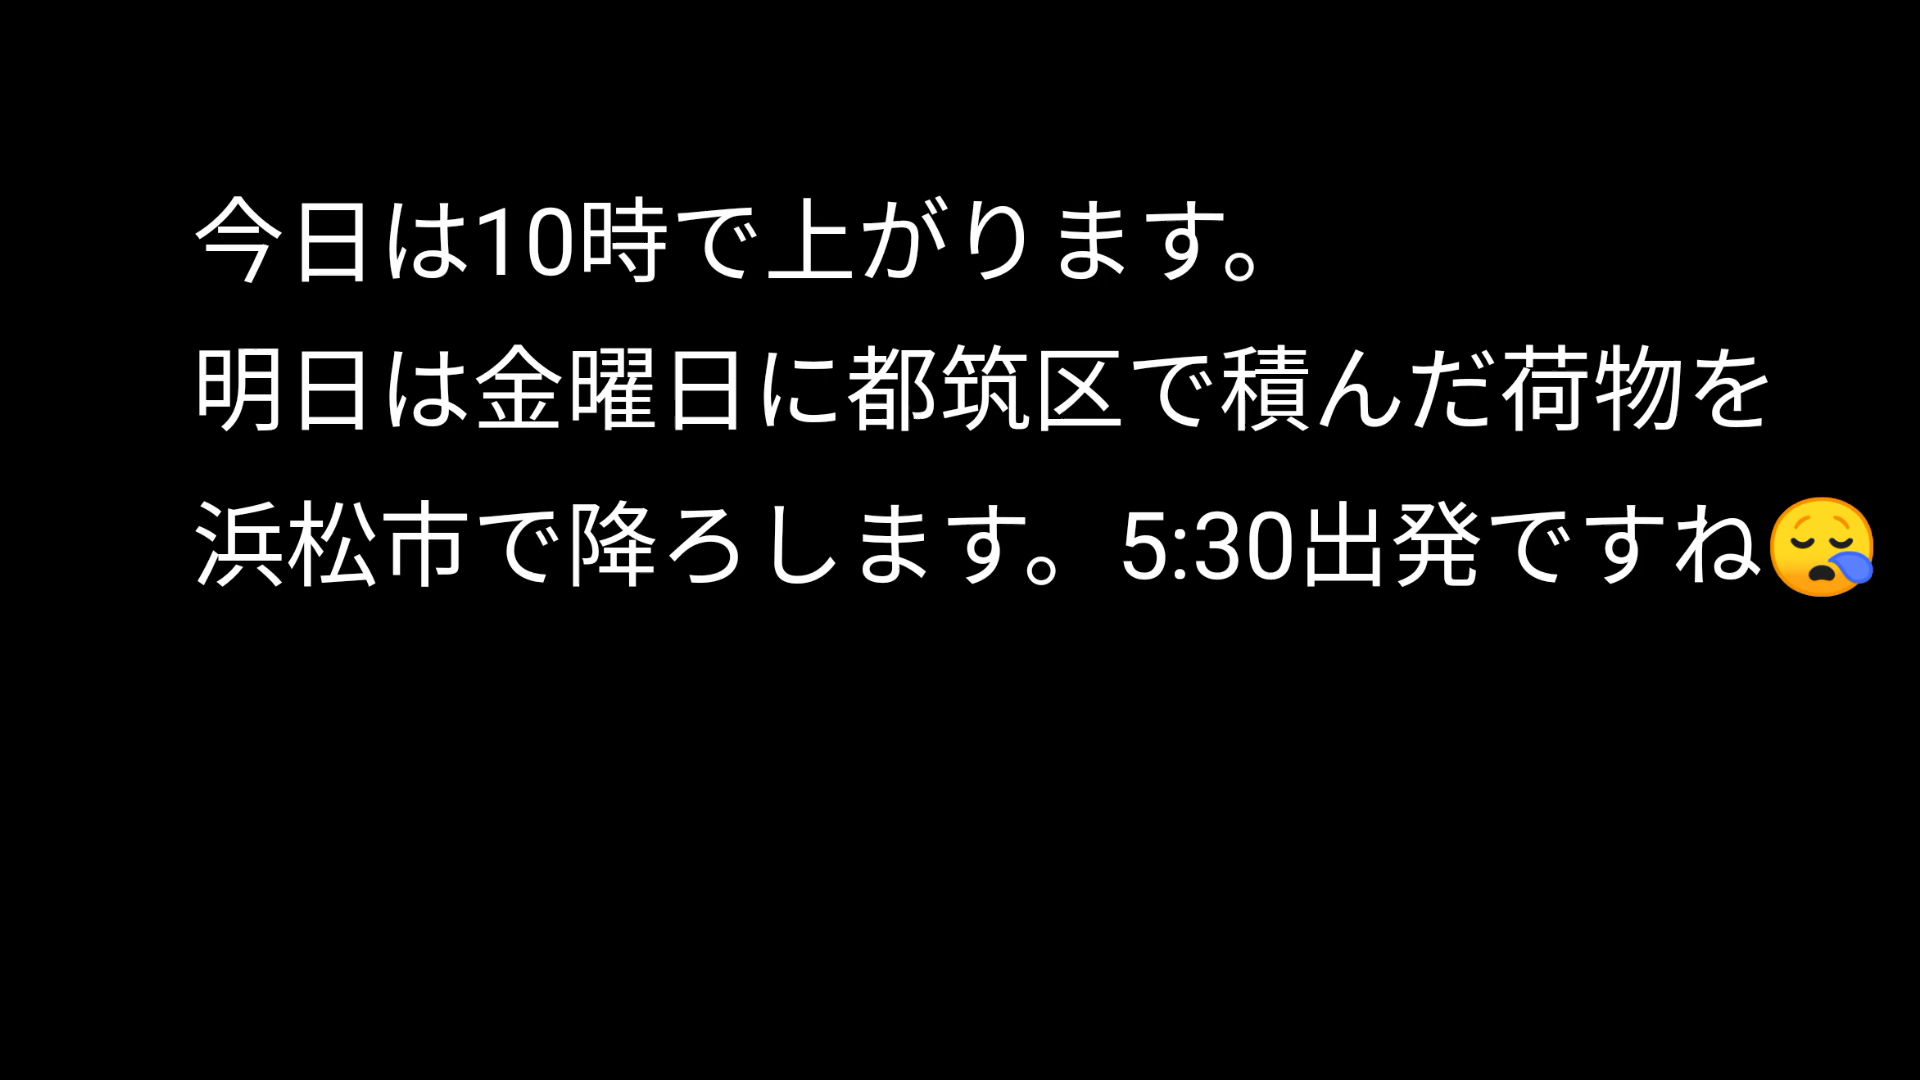 今日は10時で上がります。
明日は金曜日に都筑区で積んだ荷物を
浜松市で降ろします。5:30出発ですね😪